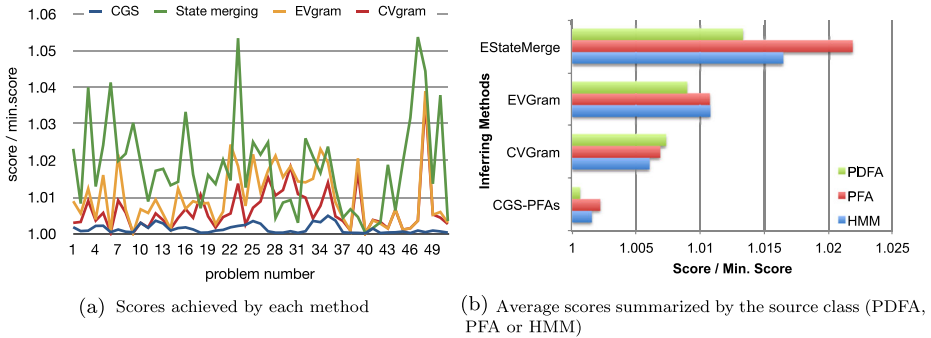 CGS State merging EVgram CVgram
1.06
1.05
1.04
1.03
1.02
1.01
1.00
score / min.score
1 4 7 9 10 13 16 19 22 25 28 31 34 37 40 43 46 49
problem number
(a) Scores achieved by each method
Inferring Methods
EStateMerge
EVGram
CVGram
CGS-PFAs
PDFA
PFA
HMM
1 1.005 1.01 1.015 1.02 1.025
Score / Min. Score
(b) Average scores summarized by the source class (PDFA,
PFA or HMM)